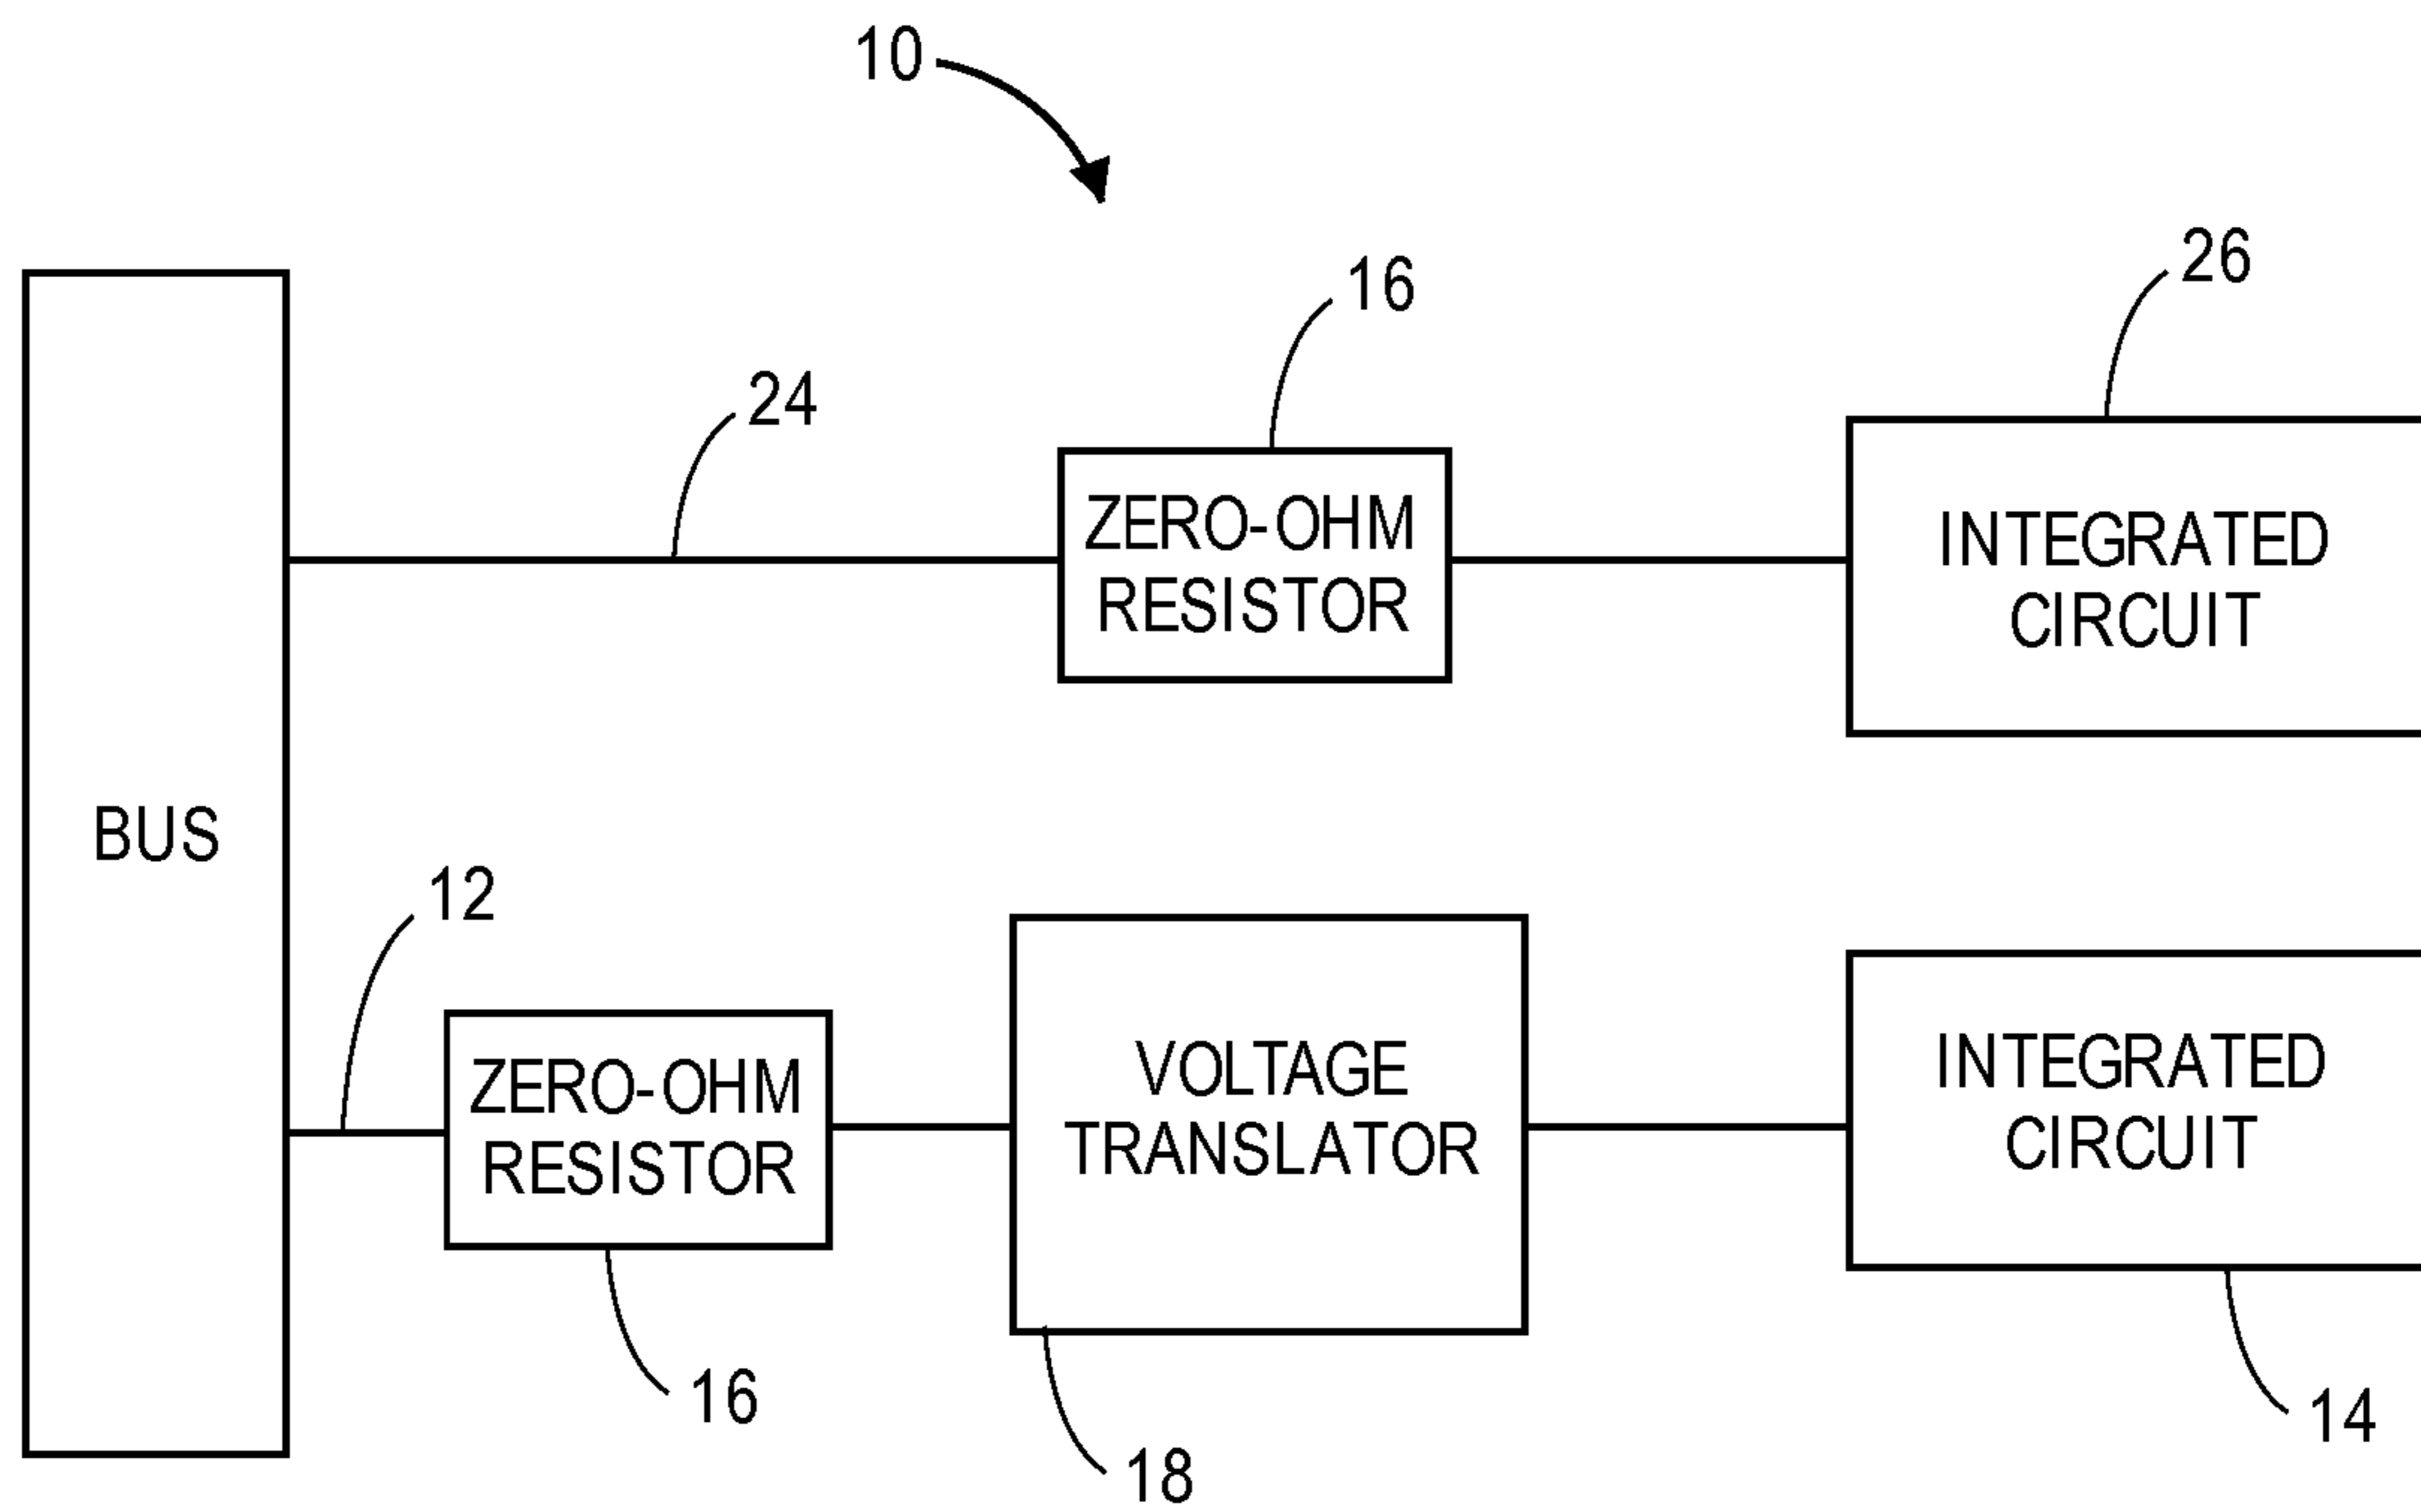 10
26
16
24
ZERO-OHM
RESISTOR
INTEGRATED
CIRCUIT
BUS
12
ZERO-OHM
RESISTOR
VOLTAGE
TRANSLATOR
INTEGRATED
CIRCUIT
16
18
14